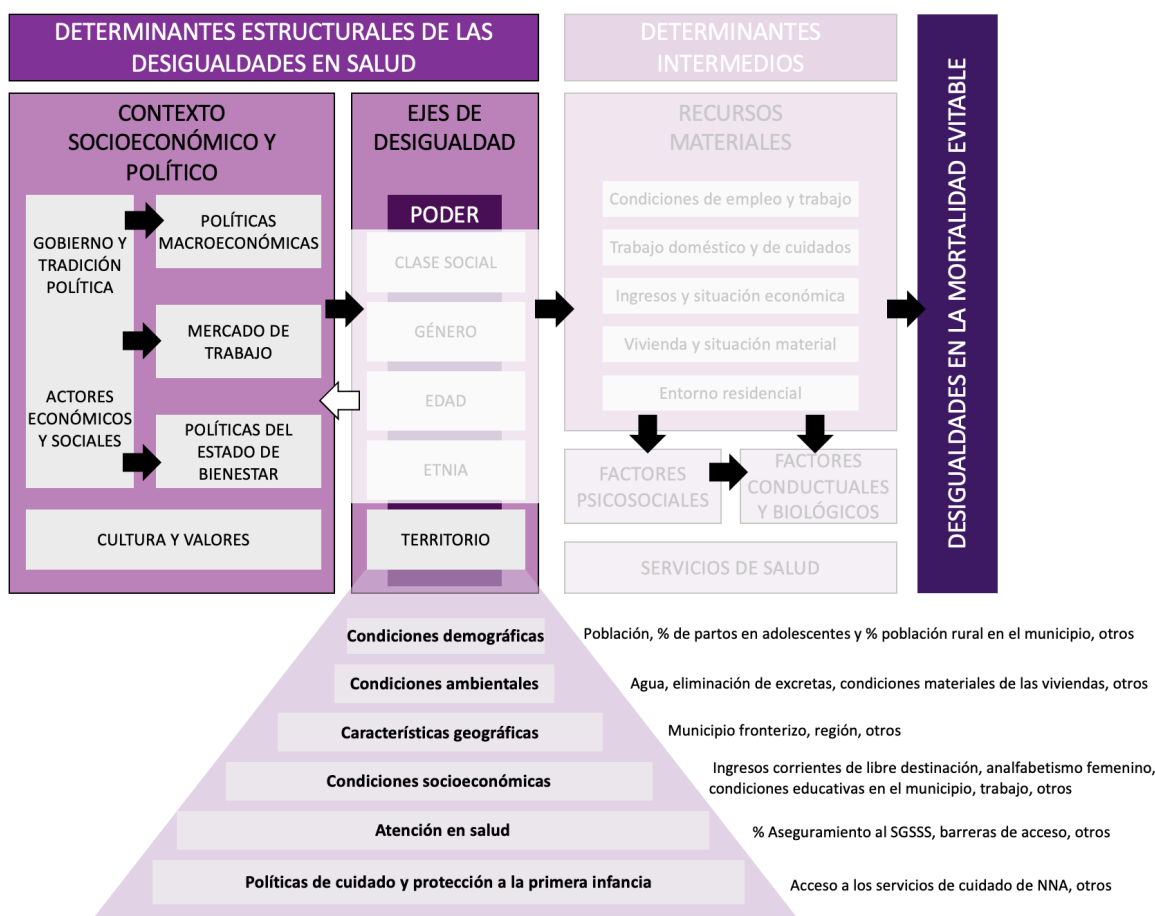 DETERMINANTES ESTRUCTURALES DE LAS
DESIGUALDADES EN SALUD
DETERMINANTES
INTERMEDIOS
DESIGUALDADES EN LA MORTALIDAD EVITABLE
CONTEXTO
SOCIOECONÓMICO Y
POLÍTICO
GOBIERNO Y
TRADICIÓN
POLÍTICA
ACTORES
ECONÓMICOS
Y SOCIALES
POLÍTICAS
MACROECONÓMICAS
MERCADO DE
TRABAJO
POLÍTICAS DEL
ESTADO DE
BIENESTAR
CULTURA Y VALORES
EJES DE
DESIGUALDAD
PODER
CLASE SOCIAL
GÉNERO
EDAD
ETNIA
TERRITORIO
RECURSOS
MATERIALES
Condiciones de empleo y trabajo
Trabajo doméstico y de cuidados
Ingresos y situación económica
Vivienda y situación material
Entorno residencial
FACTORES
PSICOSOCIALES
FACTORES
CONDUCTUALES
Y BIOLÓGICOS
SERVICIOS DE SALUD
Condiciones demográficas
Población, % de partos en adolescentes y % población rural en el municipio, otros
Condiciones ambientales
Agua, eliminación de excretas, condiciones materiales de las viviendas, otros
Características geográficas
Municipio fronterizo, región, otros
Condiciones socioeconómicas
Ingresos corrientes de libre destinación, analfabetismo femenino,
condiciones educativas en el municipio, trabajo, otros
Atención en salud
% Aseguramiento al SGSSS, barreras de acceso, otros
Políticas de cuidado y protección a la primera infancia
Acceso a los servicios de cuidado de NNA, otros